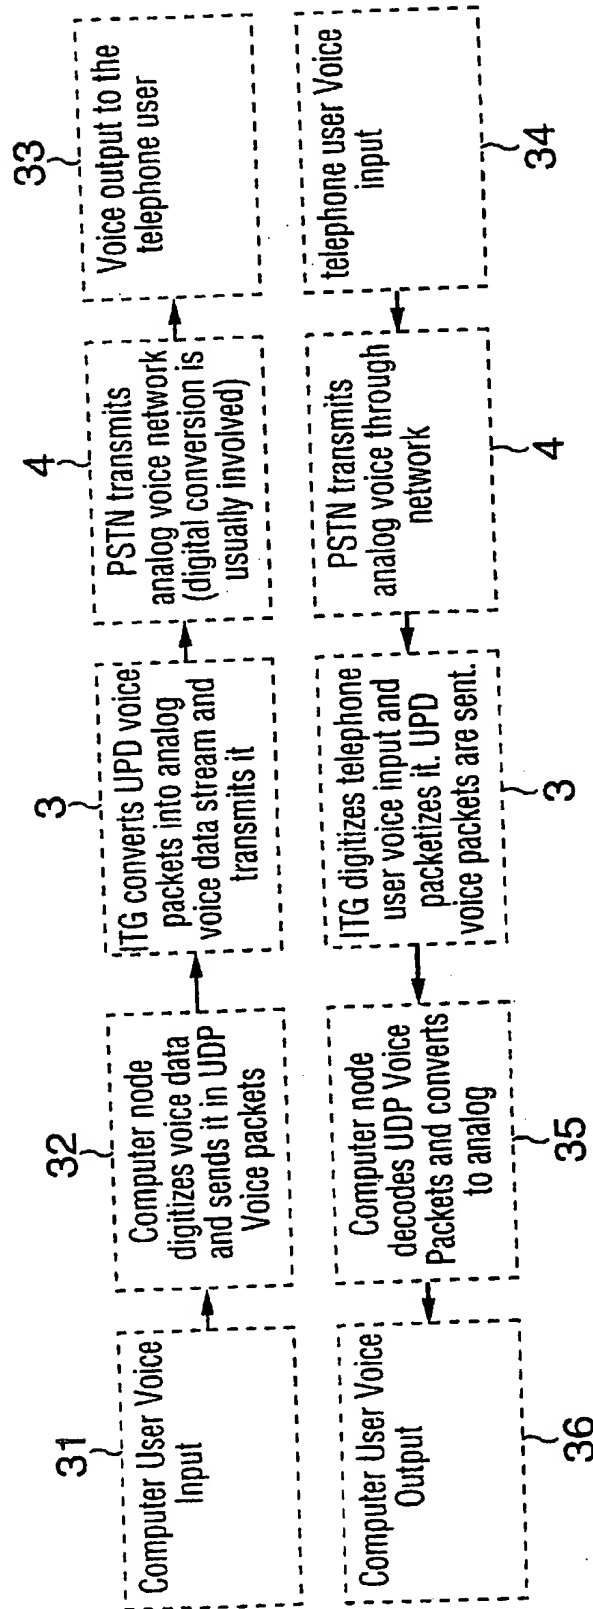 31
Computer User Voice
Input
32
Computer node
digitizes voice data
and sends it in UDP
Voice packets
3
ITG converts UPD voice
packets into analog
voice data stream and
transmits it
4
PSTN transmits
analog voice network
(digital conversion is
usually involved)
33
Voice output to the
telephone user
Computer User Voice
Output
36
Computer node
decodes UDP Voice
Packets and converts
to analog
35
ITG digitizes telephone
user voice input and
packetizes it. UPD
voice packets are sent.
3
PSTN transmits
analog voice through
network
4
telephone user Voice
input
34